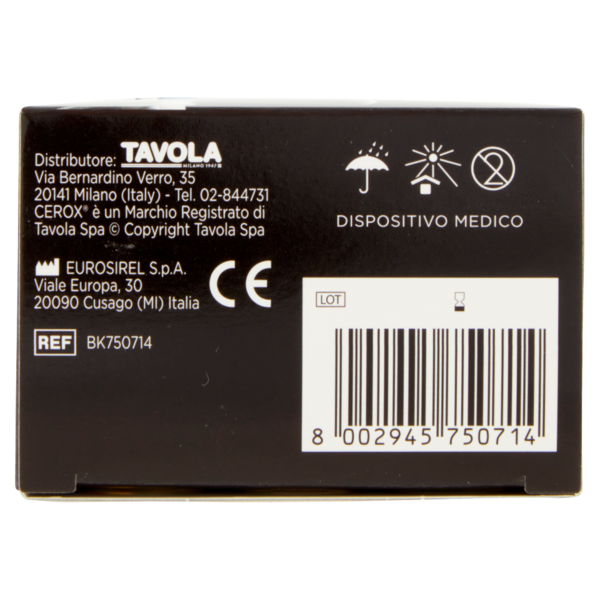 Distributore: TAVOLA
MILANO 1947
Via Bernardino Verro, 35
20141 Milano (Italy) - Tel. 02-844731
CEROX® è un Marchio Registrato di
Tavola Spa © Copyright Tavola Spa
EUROSIREL S.p.A.
Viale Europa, 30
20090 Cusago (MI) Italia
CE
REF BK750714
2
DISPOSITIVO MEDICO
LOT
8 002945 750714